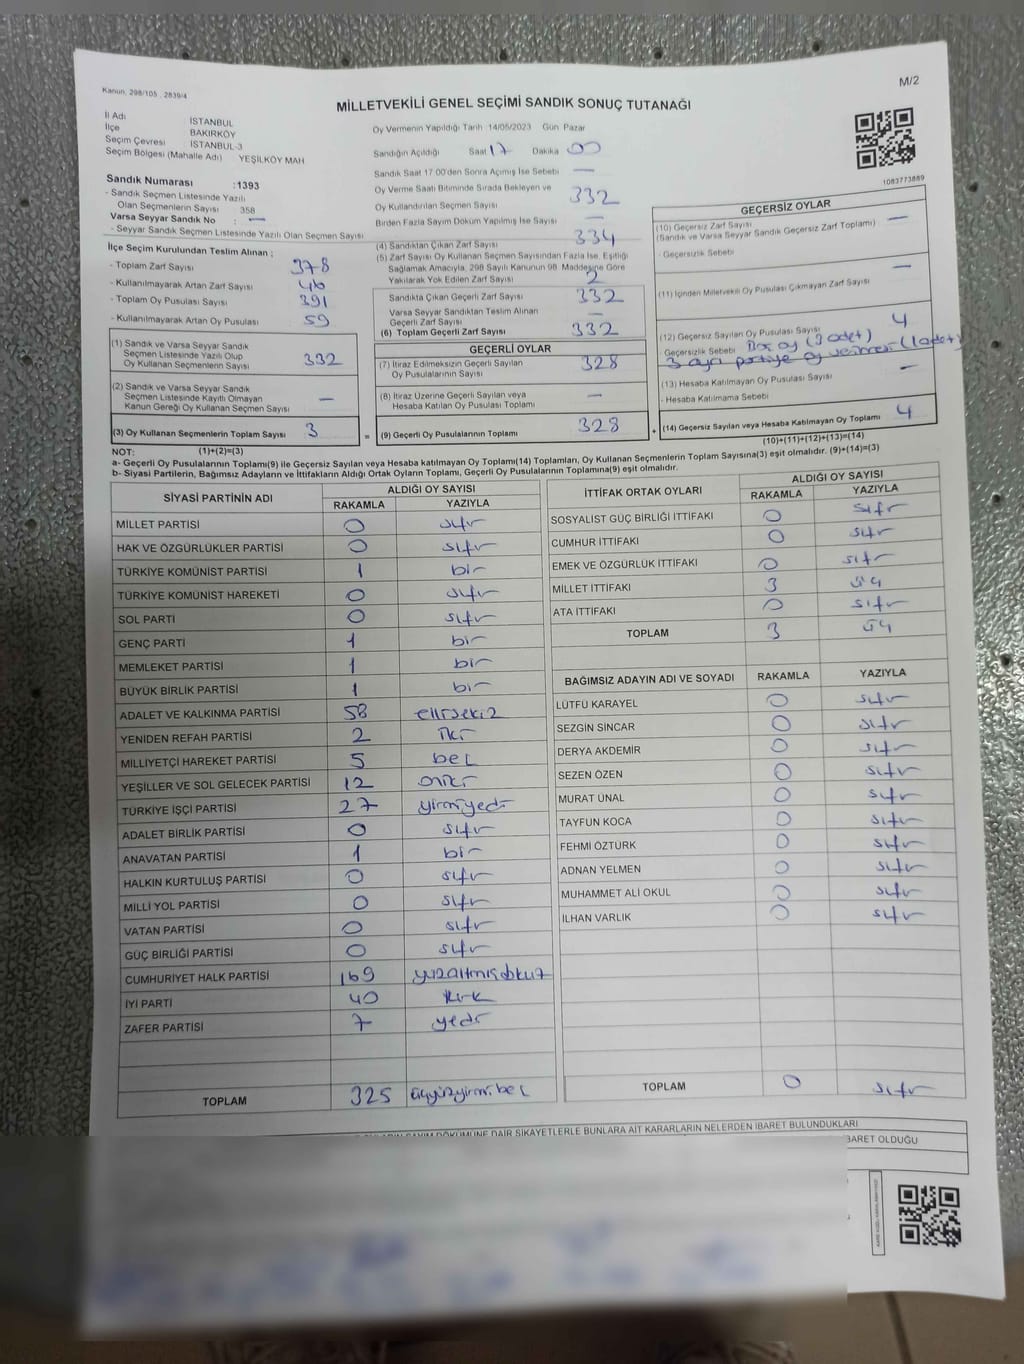 Kanun, 298/105 , 2839/4
M/2
MİLLETVEKİLİ GENEL SEÇİMİ SANDIK SONUÇ TUTANAĞI
İl Adı : İSTANBUL
İlçe : BAKIRKÖY
Seçim Çevresi : İSTANBUL-3
Seçim Bölgesi (Mahalle Adı) : YEŞİLKÖY MAH
Sandık Numarası :1393
- Sandık Seçmen Listesinde Yazılı
Olan Seçmenlerin Sayısı : 358
Varsa Seyyar Sandık No : —
- Seyyar Sandık Seçmen Listesinde Yazılı Olan Seçmen Sayısı
İlçe Seçim Kurulundan Teslim Alınan ;
- Toplam Zarf Sayısı 378
- Kullanılmayarak Artan Zarf Sayısı 46
- Toplam Oy Pusulası Sayısı 391
- Kullanılmayarak Artan Oy Pusulası 59
(1) Sandık ve Varsa Seyyar Sandık
Seçmen Listesinde Yazılı Olup
Oy Kullanan Seçmenlerin Sayısı 332
(2) Sandık ve Varsa Seyyar Sandık
Seçmen Listesinde Kayıtlı Olmayan
Kanun Gereği Oy Kullanan Seçmen Sayısı —
(3) Oy Kullanan Seçmenlerin Toplam Sayısı 3
Oy Vermenin Yapıldığı Tarih 14/05/2023 Gün Pazar
Sandığın Açıldığı Saat 17 Dakika 00
Sandık Saat 17:00'den Sonra Açılmış İse Sebebi —
Oy Verme Saati Bitiminde Sırada Bekleyen ve
Oy Kullandırılan Seçmen Sayısı 332
Birden Fazla Sayım Döküm Yapılmış İse Sayısı —
(4) Sandıktan Çıkan Zarf Sayısı 334
(5) Zarf Sayısı Oy Kullanan Seçmen Sayısından Fazla İse, Eşitliği
Sağlamak Amacıyla, 298 Sayılı Kanunun 98. Maddesine Göre
Yakılarak Yok Edilen Zarf Sayısı 2
Sandıkta Çıkan Geçerli Zarf Sayısı 332
Varsa Seyyar Sandıktan Teslim Alınan
Geçerli Zarf Sayısı —
(6) Toplam Geçerli Zarf Sayısı 332
GEÇERLİ OYLAR
(7) İtiraz Edilmeksizin Geçerli Sayılan
Oy Pusulalarının Sayısı 328
(8) İtiraz Üzerine Geçerli Sayılan veya
Hesaba Katılan Oy Pusulası Toplamı —
= (9) Geçerli Oy Pusulalarının Toplamı 328
1083773889
GEÇERSİZ OYLAR
(10) Geçersiz Zarf Sayısı —
(Sandık ve Varsa Seyyar Sandık Geçersiz Zarf Toplamı)
- Geçersizlik Sebebi
(11) İçinden Milletvekili Oy Pusulası Çıkmayan Zarf Sayısı —
(12) Geçersiz Sayılan Oy Pusulası Sayısı 4
Geçersizlik Sebebi Boş oy (3 adet)
3 ayrı partiye oy verilmesi (1 adet)
(13) Hesaba Katılmayan Oy Pusulası Sayısı —
- Hesaba Katılmama Sebebi
+ (14) Geçersiz Sayılan veya Hesaba Katılmayan Oy Toplamı 4
NOT: (1)+(2)=(3)
(10)+(11)+(12)+(13)=(14)
a- Geçerli Oy Pusulalarının Toplamı(9) ile Geçersiz Sayılan veya Hesaba katılmayan Oy Toplamı(14) Toplamları, Oy Kullanan Seçmenlerin Toplam Sayısına(3) eşit olmalıdır. (9)+(14)=(3)
b- Siyasi Partilerin, Bağımsız Adayların ve İttifakların Aldığı Ortak Oyların Toplamı, Geçerli Oy Pusulalarının Toplamına(9) eşit olmalıdır.
SİYASİ PARTİNİN ADI ALDIĞI OY SAYISI
RAKAMLA YAZIYLA
MİLLET PARTİSİ 0 sıfır
HAK VE ÖZGÜRLÜKLER PARTİSİ 0 sıfır
TÜRKİYE KOMÜNİST PARTİSİ 1 bir
TÜRKİYE KOMÜNİST HAREKETİ 0 sıfır
SOL PARTİ 0 sıfır
GENÇ PARTİ 1 bir
MEMLEKET PARTİSİ 1 bir
BÜYÜK BİRLİK PARTİSİ 1 bir
ADALET VE KALKINMA PARTİSİ 58 ellisekiz
YENİDEN REFAH PARTİSİ 2 iki
MİLLİYETÇİ HAREKET PARTİSİ 5 beş
YEŞİLLER VE SOL GELECEK PARTİSİ 12 oniki
TÜRKİYE İŞÇİ PARTİSİ 27 yirmiyedi
ADALET BİRLİK PARTİSİ 0 sıfır
ANAVATAN PARTİSİ 1 bir
HALKIN KURTULUŞ PARTİSİ 0 sıfır
MİLLİ YOL PARTİSİ 0 sıfır
VATAN PARTİSİ 0 sıfır
GÜÇ BİRLİĞİ PARTİSİ 0 sıfır
CUMHURİYET HALK PARTİSİ 169 yüzaltmışdokuz
İYİ PARTİ 40 kırk
ZAFER PARTİSİ 7 yedi
TOPLAM 325 üçyüzyirmibeş
İTTİFAK ORTAK OYLARI ALDIĞI OY SAYISI
RAKAMLA YAZIYLA
SOSYALİST GÜÇ BİRLİĞİ İTTİFAKI 0 sıfır
CUMHUR İTTİFAKI 0 sıfır
EMEK VE ÖZGÜRLÜK İTTİFAKI 0 sıfır
MİLLET İTTİFAKI 3 üç
ATA İTTİFAKI 0 sıfır
TOPLAM 3 üç
BAĞIMSIZ ADAYIN ADI VE SOYADI RAKAMLA YAZIYLA
LÜTFÜ KARAYEL 0 sıfır
SEZGİN SİNCAR 0 sıfır
DERYA AKDEMİR 0 sıfır
SEZEN ÖZEN 0 sıfır
MURAT ÜNAL 0 sıfır
TAYFUN KOCA 0 sıfır
FEHMİ ÖZTÜRK 0 sıfır
ADNAN YELMEN 0 sıfır
MUHAMMET ALİ OKUL 0 sıfır
İLHAN VARLIK 0 sıfır
TOPLAM 0 sıfır
SAYIM DÖKÜMÜNE DAİR ŞİKAYETLERLE BUNLARA AİT KARARLARIN NELERDEN İBARET BULUNDUKLARI
BARET OLDUĞU